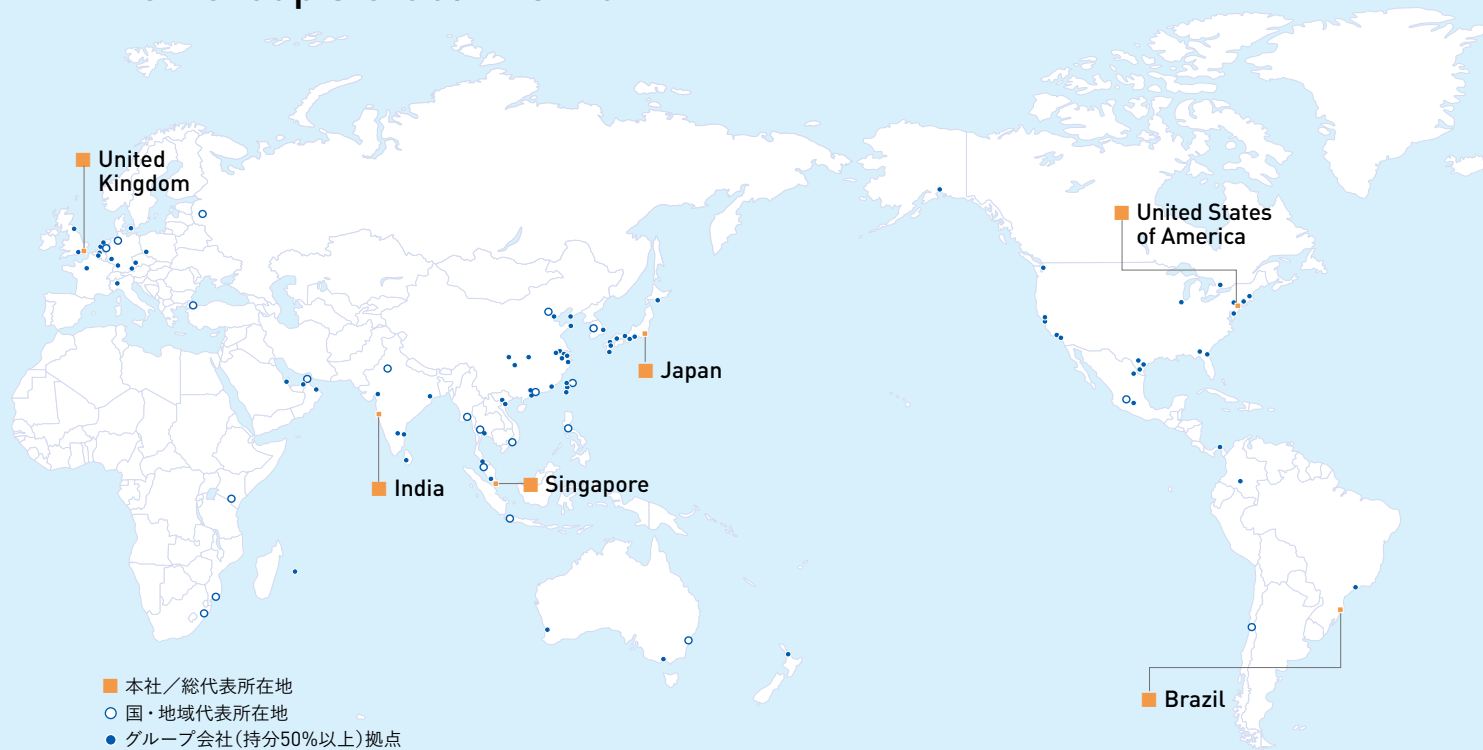 United
Kingdom
United States
of America
Japan
India
Singapore
Brazil
本社／総代表所在地
国・地域代表所在地
グループ会社(持分50%以上)拠点